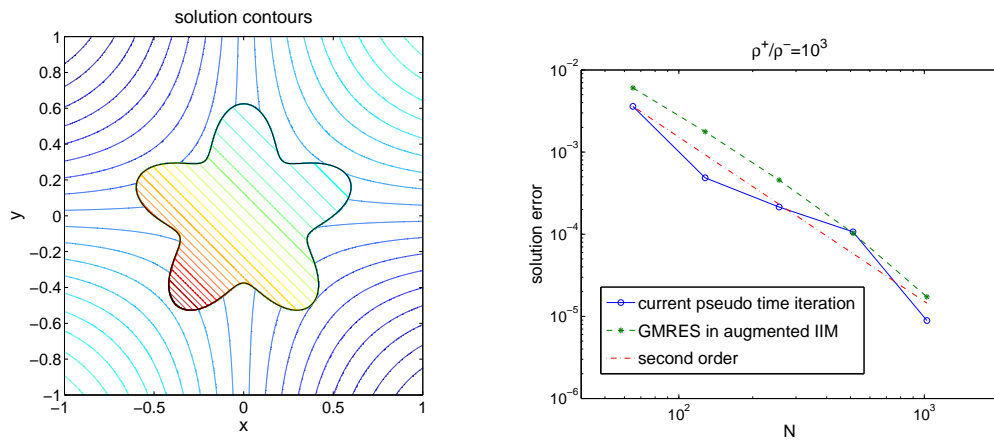 solution contours
1
0.8
0.6
0.4
0.2
0
−0.2
−0.4
−0.6
−0.8
−1
−1
−0.5
0
0.5
1
x
y
ρ⁺/ρ⁻=10³
10⁻²
10⁻³
10⁻⁴
10⁻⁵
10⁻⁶
10²
10³
N
solution error
current pseudo time iteration
GMRES in augmented IIM
second order